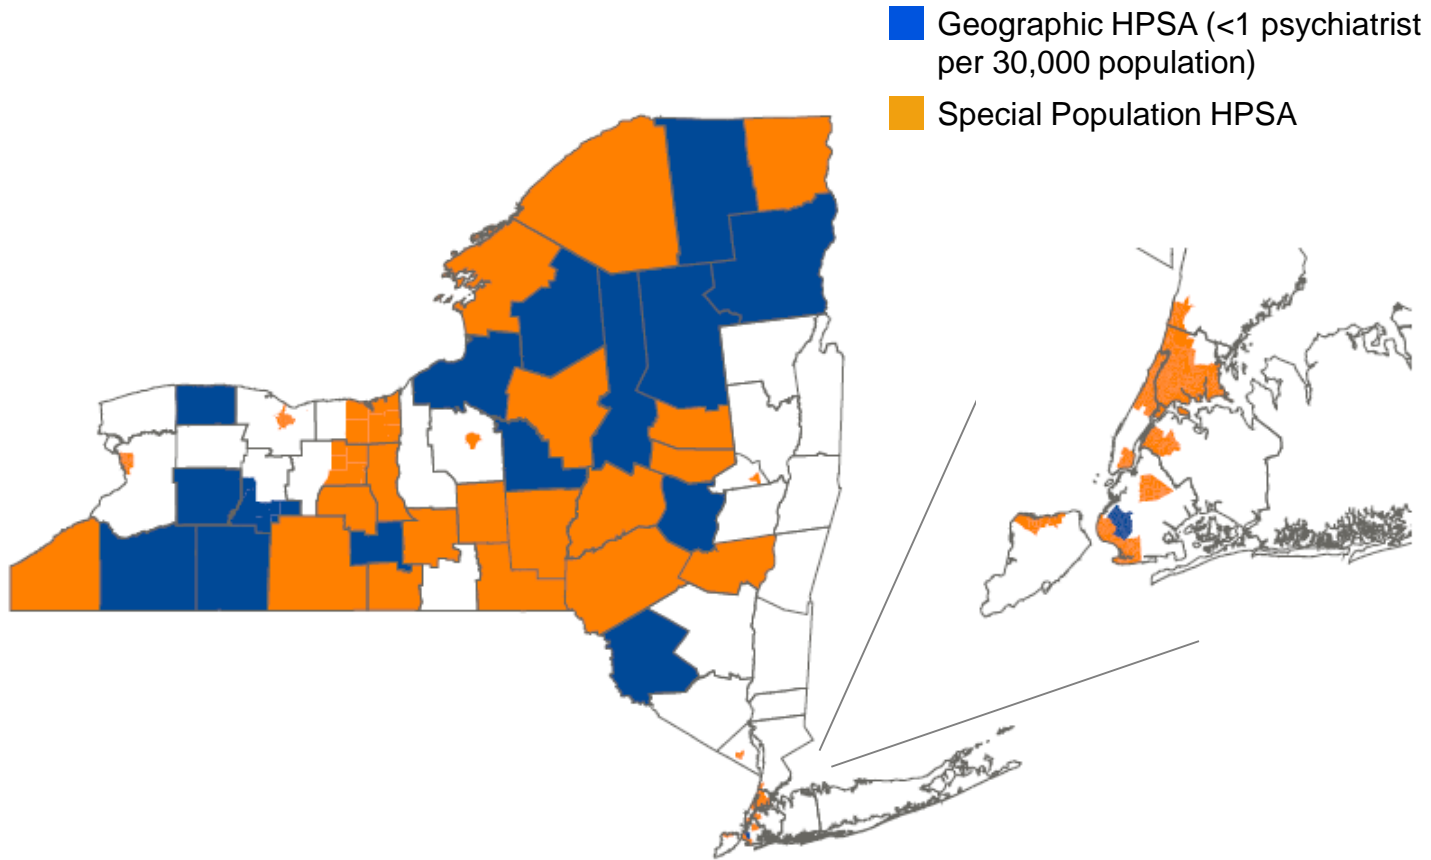 Geographic HPSA (<1 psychiatrist
per 30,000 population)
Special Population HPSA